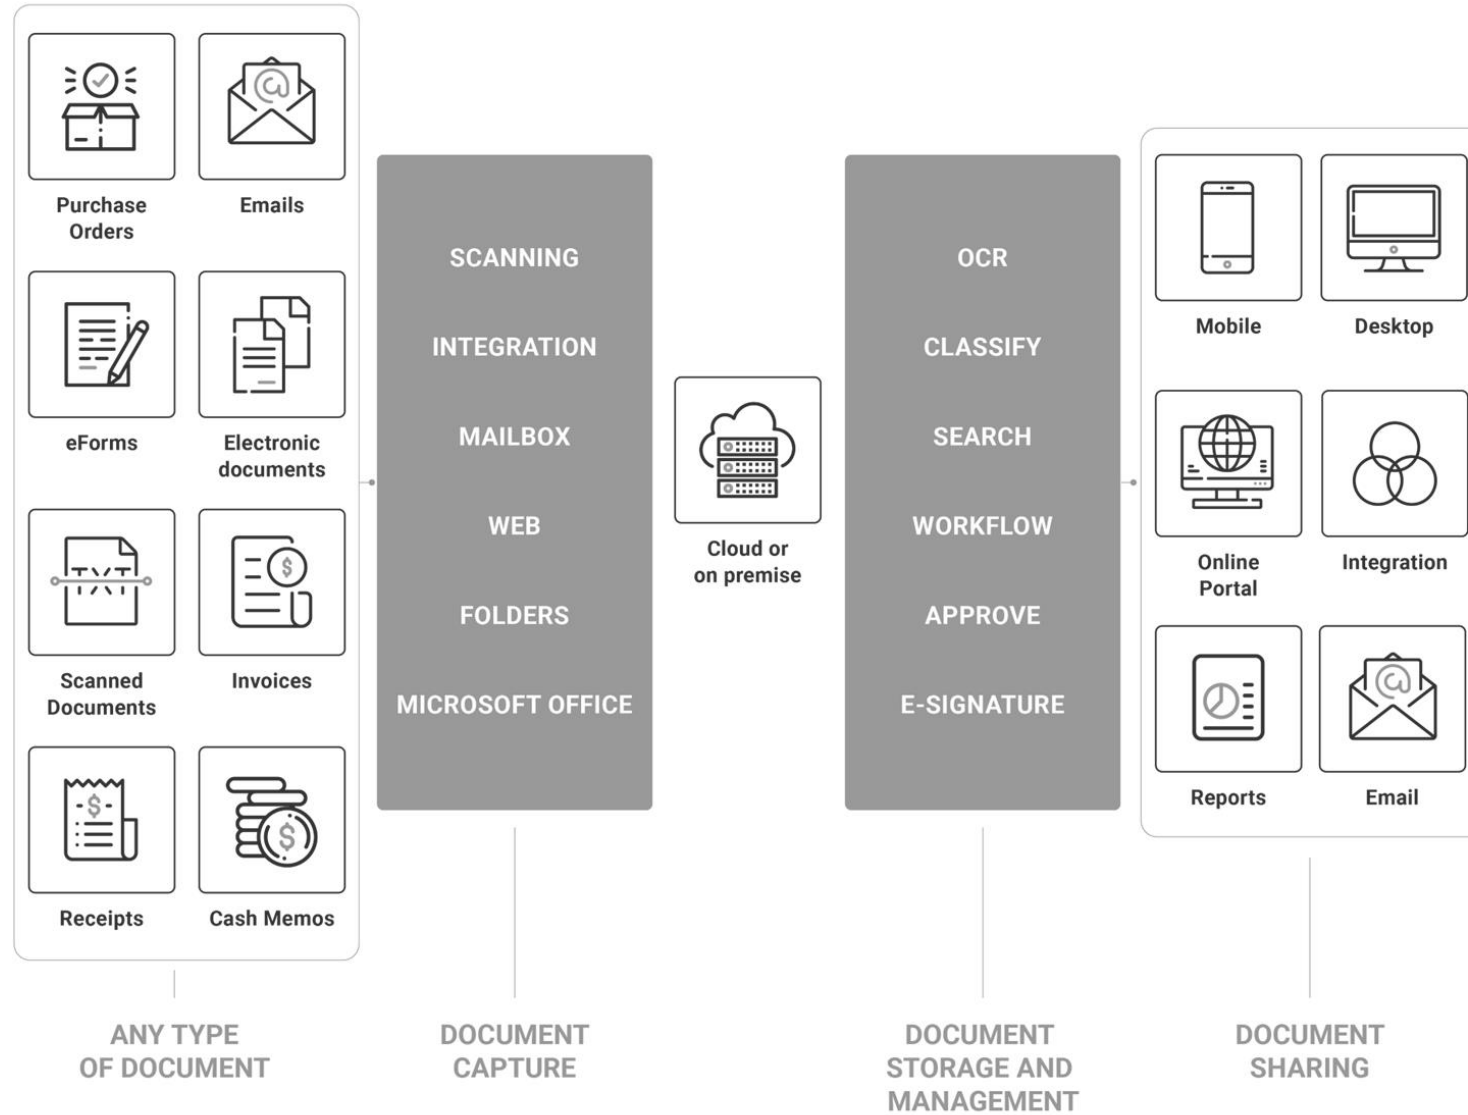 Purchase
Orders
Emails
eForms
Electronic
documents
TXT
TXT
Scanned
Documents
$
Invoices
$
Receipts
$
Cash Memos
SCANNING
INTEGRATION
MAILBOX
WEB
FOLDERS
MICROSOFT OFFICE
Cloud or
on premise
OCR
CLASSIFY
SEARCH
WORKFLOW
APPROVE
E-SIGNATURE
Mobile
Desktop
Online
Portal
Integration
Reports
Email
ANY TYPE
OF DOCUMENT
DOCUMENT
CAPTURE
DOCUMENT
STORAGE AND
MANAGEMENT
DOCUMENT
SHARING